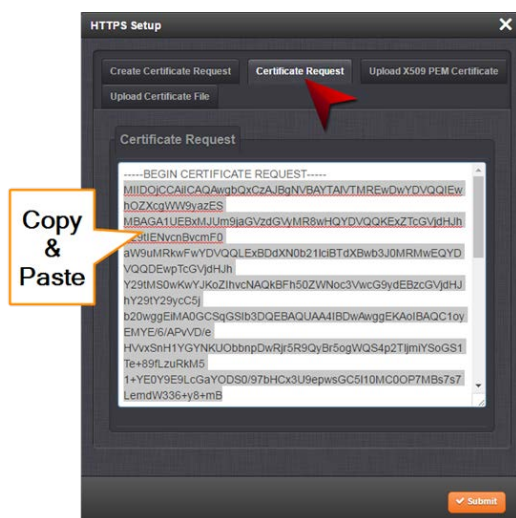 HTTPS Setup
Create Certificate Request
Certificate Request
Upload X509 PEM Certificate
Upload Certificate File
Certificate Request
-----BEGIN CERTIFICATE REQUEST-----
MIIDOjCCAiICAQAwgbQxCzAJBgNVBAYTAlVTMREwDwYDVQQIEw
hOZXcgWW9yazES
MBAGA1UEBxMJUm9jaGVzdGVyMR8wHQYDVQQKExZTcGVjdHJh
Y29tIENvcnBvcmF0
aW9uMRkwFwYDVQQLExBDdXN0b21lciBTdXBwb3J0MRMwEQYD
VQQDEwpTcGVjdHJh
Y29tMS0wKwYJKoZIhvcNAQkBFh50ZWNoc3VwcG9ydEBzcGVjdHJ
hY29tY29ycC5j
b20wggEiMA0GCSqGSIb3DQEBAQUAA4IBDwAwggEKAoIBAQC1oy
EMYE/6/APvVD/e
HVvxSnH1YGYNKUObbnpDwRjr5R9QyBr5ogWQS4p2TljmlYSoGS1
Te+89fLzuRkM5
1+YE0Y9E9LcGaYODS0/97bHCx3U9epwsGC5I10MC0OP7MBs7s7
LemdW336+y8+mB
Copy
&
Paste
Submit